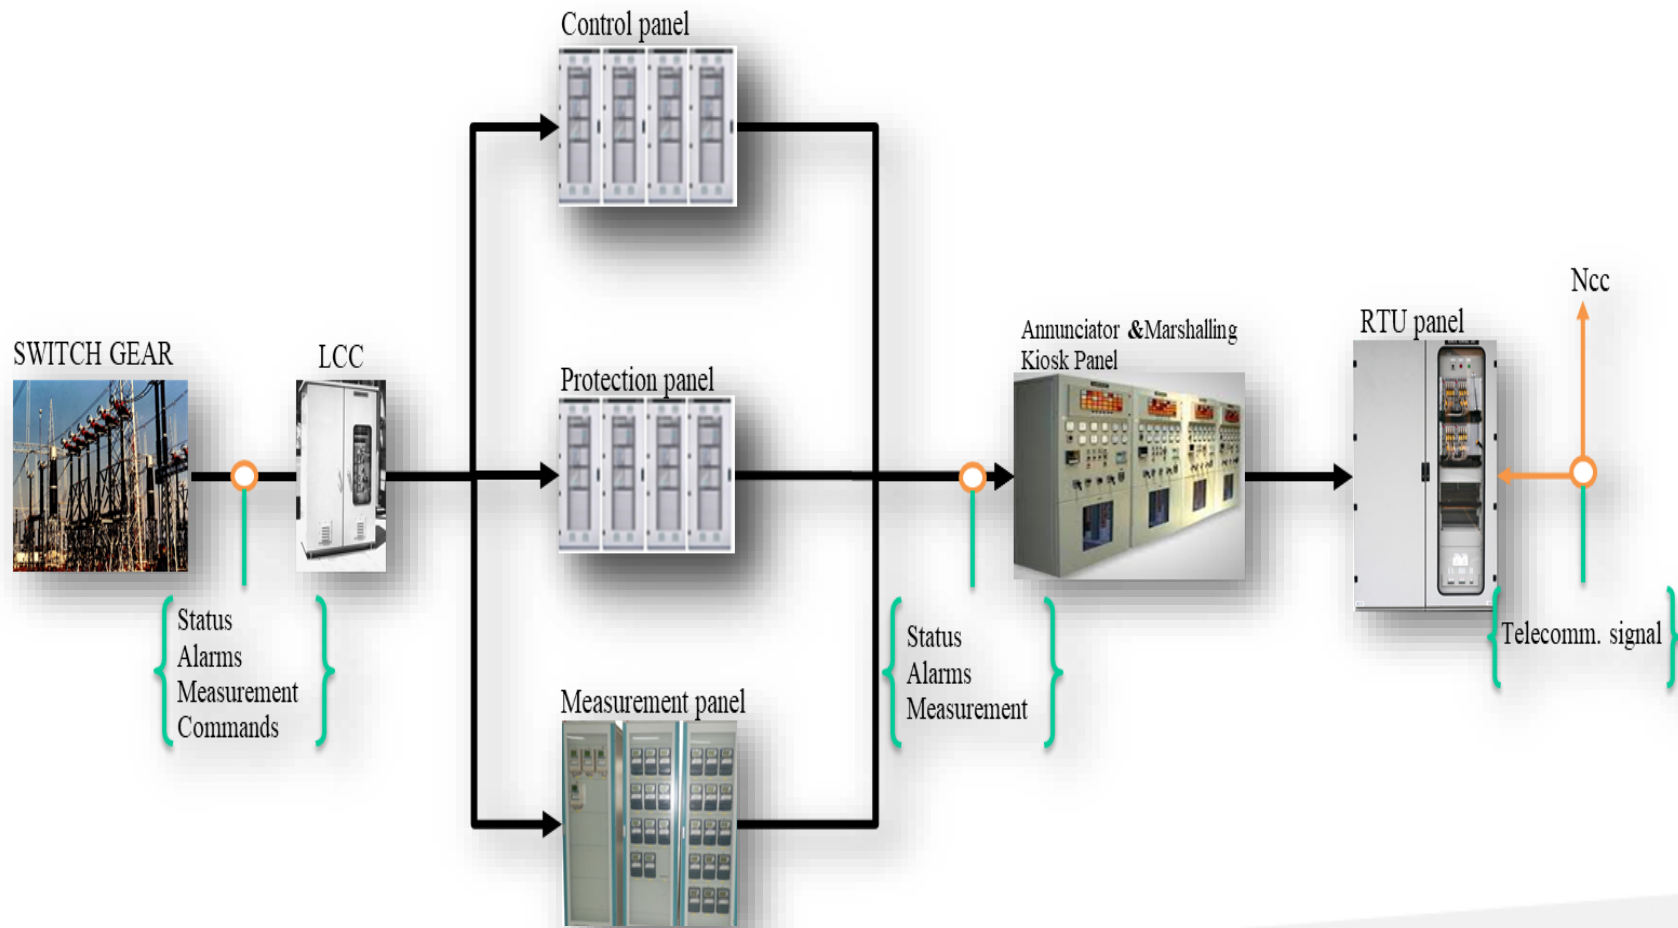 Control panel
SWITCH GEAR
LCC
Protection panel
Measurement panel
Annunciator &Marshalling
Kiosk Panel
RTU panel
Ncc
Status
Alarms
Measurement
Commands
Status
Alarms
Measurement
Telecomm. signal